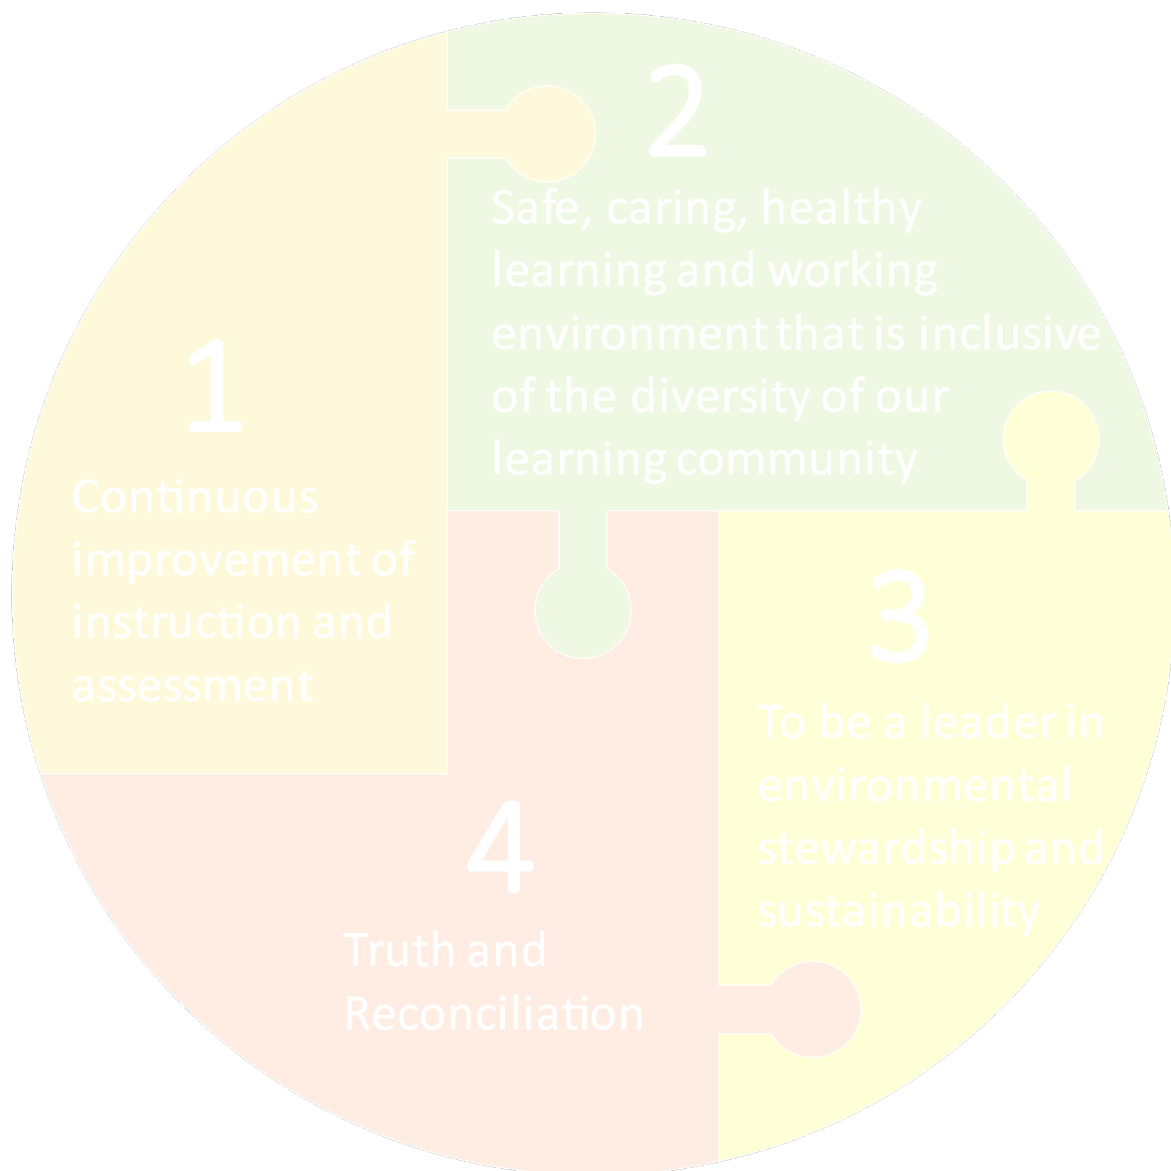 1
Continuous
improvement of
instruction and
assessment
2
Safe, caring, healthy
learning and working
environment that is inclusive
of the diversity of our
learning community
3
To be a leader in
environmental
stewardship and
sustainability
4
Truth and
Reconciliation